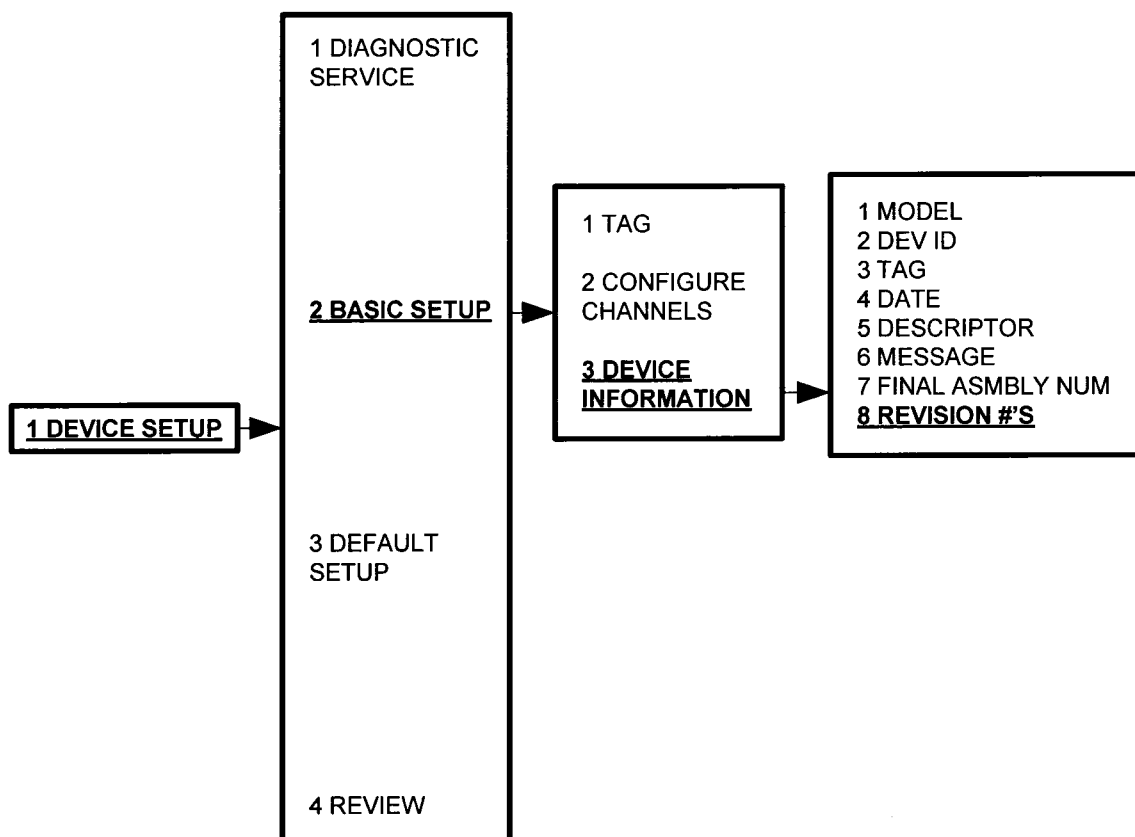 1 DEVICE SETUP
1 DIAGNOSTIC
SERVICE
2 BASIC SETUP
3 DEFAULT
SETUP
4 REVIEW
1 TAG
2 CONFIGURE
CHANNELS
3 DEVICE
INFORMATION
1 MODEL
2 DEV ID
3 TAG
4 DATE
5 DESCRIPTOR
6 MESSAGE
7 FINAL ASMBLY NUM
8 REVISION #'S